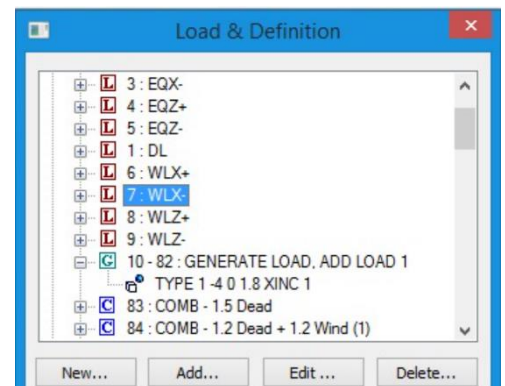 Load & Definition
L 3 : EQX-
L 4 : EQZ+
L 5 : EQZ-
L 1 : DL
L 6 : WLX+
L 7 : WLX-
L 8 : WLZ+
L 9 : WLZ-
G 10 - 82 : GENERATE LOAD, ADD LOAD 1
TYPE 1 -4 0 1.8 XINC 1
C 83 : COMB - 1.5 Dead
C 84 : COMB - 1.2 Dead + 1.2 Wind (1)
New... Add... Edit ... Delete...